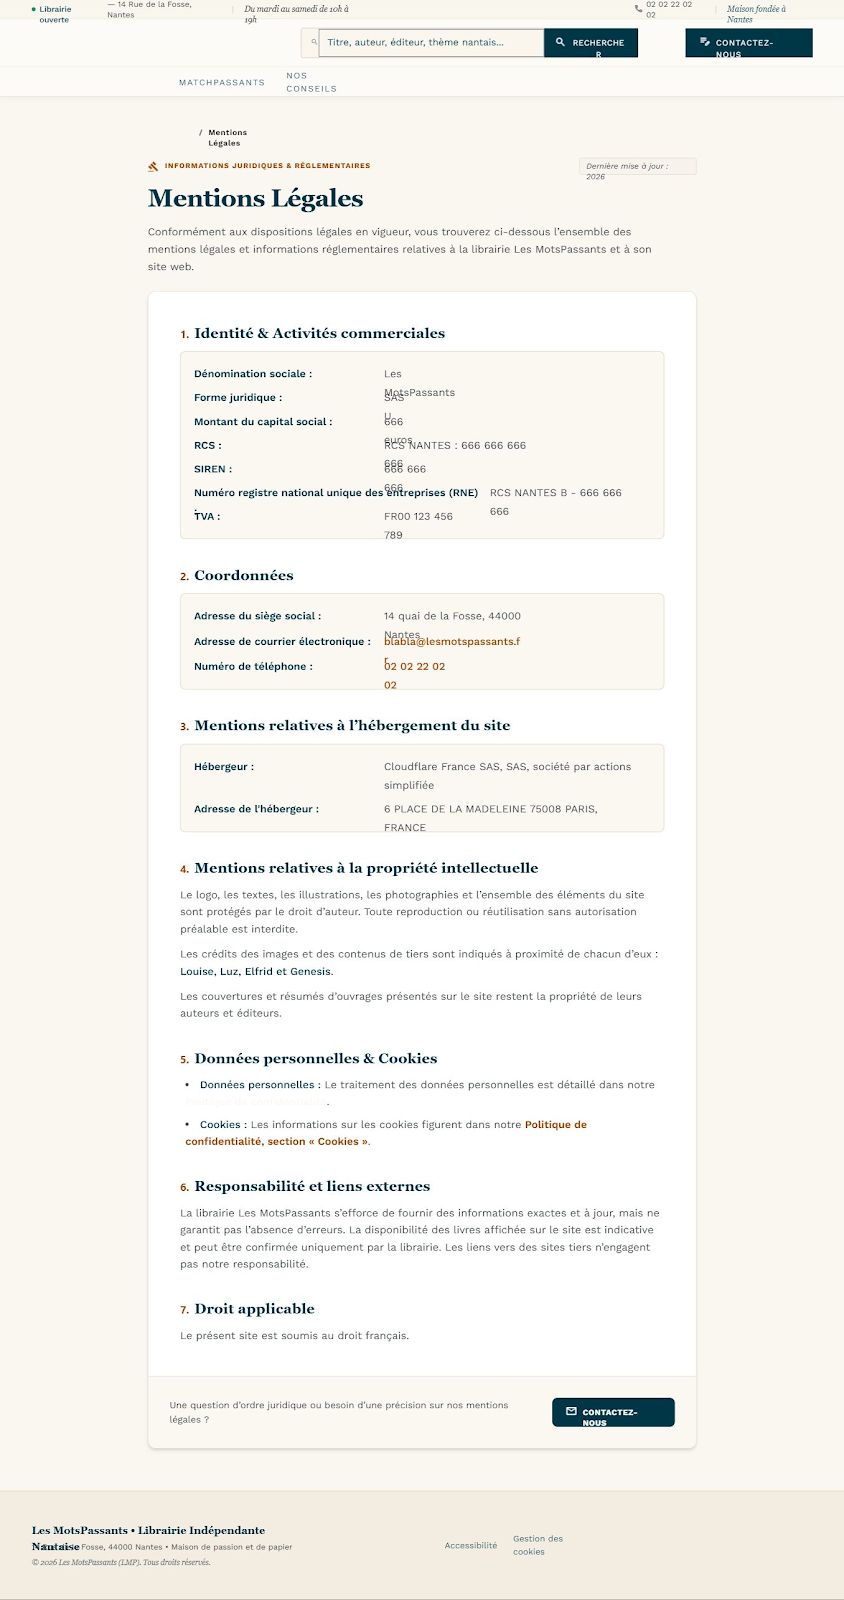 Librairie
ouverte
— 14 Rue de la Fosse,
Nantes
Du mardi au samedi de 10h à
19h
02 02 22 02
02
Maison fondée à
Nantes
Titre, auteur, éditeur, thème nantais...
RECHERCHE
R
CONTACTEZ-
NOUS
MATCHPASSANTS
NOS
CONSEILS
/ Mentions
Légales
INFORMATIONS JURIDIQUES & RÉGLEMENTAIRES
Dernière mise à jour :
2026
Mentions Légales
Conformément aux dispositions légales en vigueur, vous trouverez ci-dessous l’ensemble des
mentions légales et informations réglementaires relatives à la librairie Les MotsPassants et à son
site web.
1. Identité & Activités commerciales
Dénomination sociale :
Les
MotsPassants
Forme juridique :
SAS
U
Montant du capital social :
666
euros
RCS :
RCS NANTES : 666 666 666
666
SIREN :
666 666
666
Numéro registre national unique des entreprises (RNE)
:
RCS NANTES B - 666 666
666
TVA :
FR00 123 456
789
2. Coordonnées
Adresse du siège social :
14 quai de la Fosse, 44000
Nantes
Adresse de courrier électronique :
blabla@lesmotspassants.f
r
Numéro de téléphone :
02 02 22 02
02
3. Mentions relatives à l’hébergement du site
Hébergeur :
Cloudflare France SAS, SAS, société par actions
simplifiée
Adresse de l'hébergeur :
6 PLACE DE LA MADELEINE 75008 PARIS,
FRANCE
4. Mentions relatives à la propriété intellectuelle
Le logo, les textes, les illustrations, les photographies et l’ensemble des éléments du site
sont protégés par le droit d’auteur. Toute reproduction ou réutilisation sans autorisation
préalable est interdite.
Les crédits des images et des contenus de tiers sont indiqués à proximité de chacun d’eux :
Louise, Luz, Elfrid et Genesis.
Les couvertures et résumés d’ouvrages présentés sur le site restent la propriété de leurs
auteurs et éditeurs.
5. Données personnelles & Cookies
• Données personnelles : Le traitement des données personnelles est détaillé dans notre
Politique de confidentialité.
• Cookies : Les informations sur les cookies figurent dans notre Politique de
confidentialité, section « Cookies ».
6. Responsabilité et liens externes
La librairie Les MotsPassants s’efforce de fournir des informations exactes et à jour, mais ne
garantit pas l’absence d’erreurs. La disponibilité des livres affichée sur le site est indicative
et peut être confirmée uniquement par la librairie. Les liens vers des sites tiers n’engagent
pas notre responsabilité.
7. Droit applicable
Le présent site est soumis au droit français.
Une question d’ordre juridique ou besoin d’une précision sur nos mentions
légales ?
CONTACTEZ-
NOUS
Les MotsPassants • Librairie Indépendante
Nantaise
Fosse, 44000 Nantes • Maison de passion et de papier
© 2026 Les MotsPassants (LMP). Tous droits réservés.
Accessibilité
Gestion des
cookies